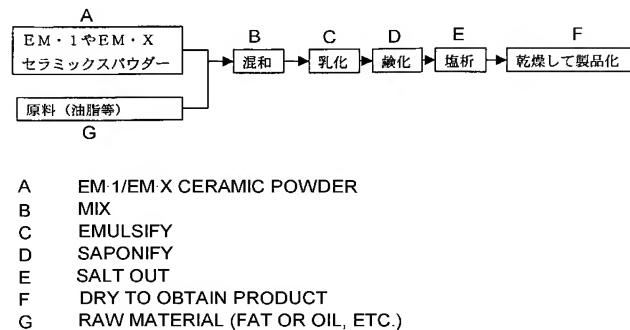 A
EM・1やEM・X
セラミックスパウダー
B
混和
C
乳化
D
鹸化
E
塩析
F
乾燥して製品化
原料（油脂等）
G
A EM·1/EM·X CERAMIC POWDER
B MIX
C EMULSIFY
D SAPONIFY
E SALT OUT
F DRY TO OBTAIN PRODUCT
G RAW MATERIAL (FAT OR OIL, ETC.)